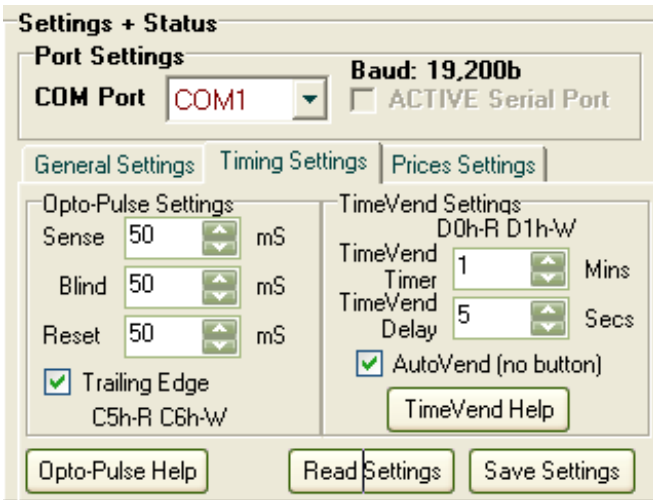 Settings + Status
Port Settings
Baud: 19,200b
COM Port COM1 ACTIVE Serial Port
General Settings Timing Settings Prices Settings
Opto-Pulse Settings
Sense 50 mS
Blind 50 mS
Reset 50 mS
Trailing Edge
C5h-R C6h-W
TimeVend Settings
D0h-R D1h-W
TimeVend
Timer 1 Mins
TimeVend
Delay 5 Secs
AutoVend (no button)
TimeVend Help
Opto-Pulse Help Read Settings Save Settings